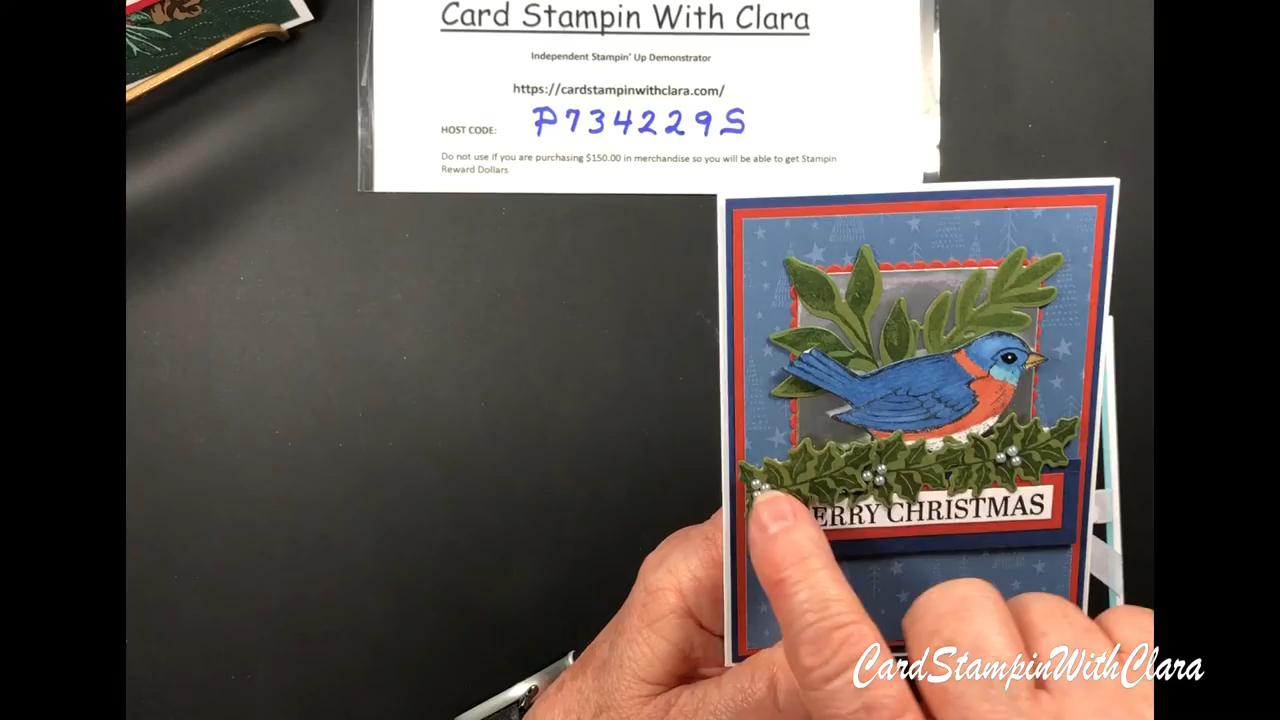 Card Stampin With Clara
Independent Stampin' Up Demonstrator
https://cardstampinwithclara.com/
HOST CODE: P734229S
Do not use if you are purchasing $150.00 in merchandise so you will be able to get Stampin
Reward Dollars
ERRY CHRISTMAS
CardStampinWithClara